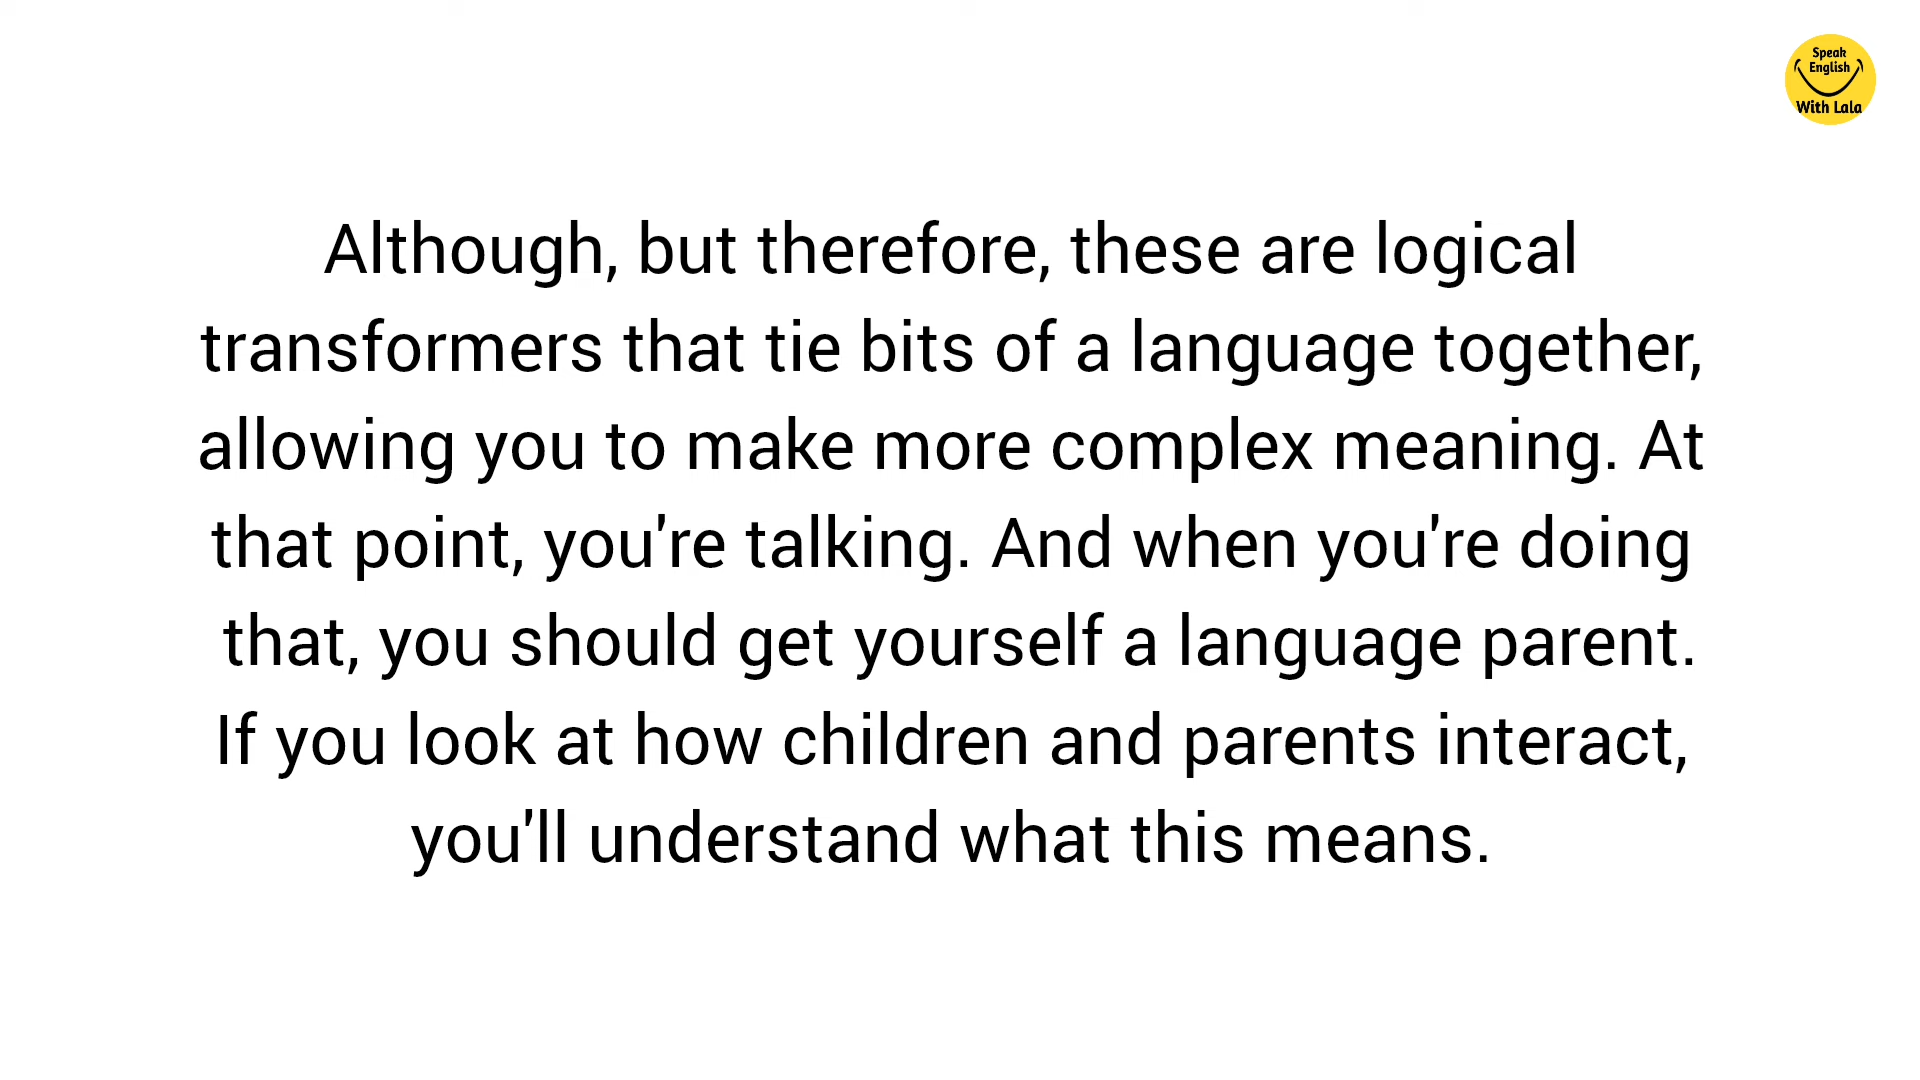 Speak
English
With Lala
Although, but therefore, these are logical
transformers that tie bits of a language together,
allowing you to make more complex meaning. At
that point, you're talking. And when you're doing
that, you should get yourself a language parent.
If you look at how children and parents interact,
you'll understand what this means.